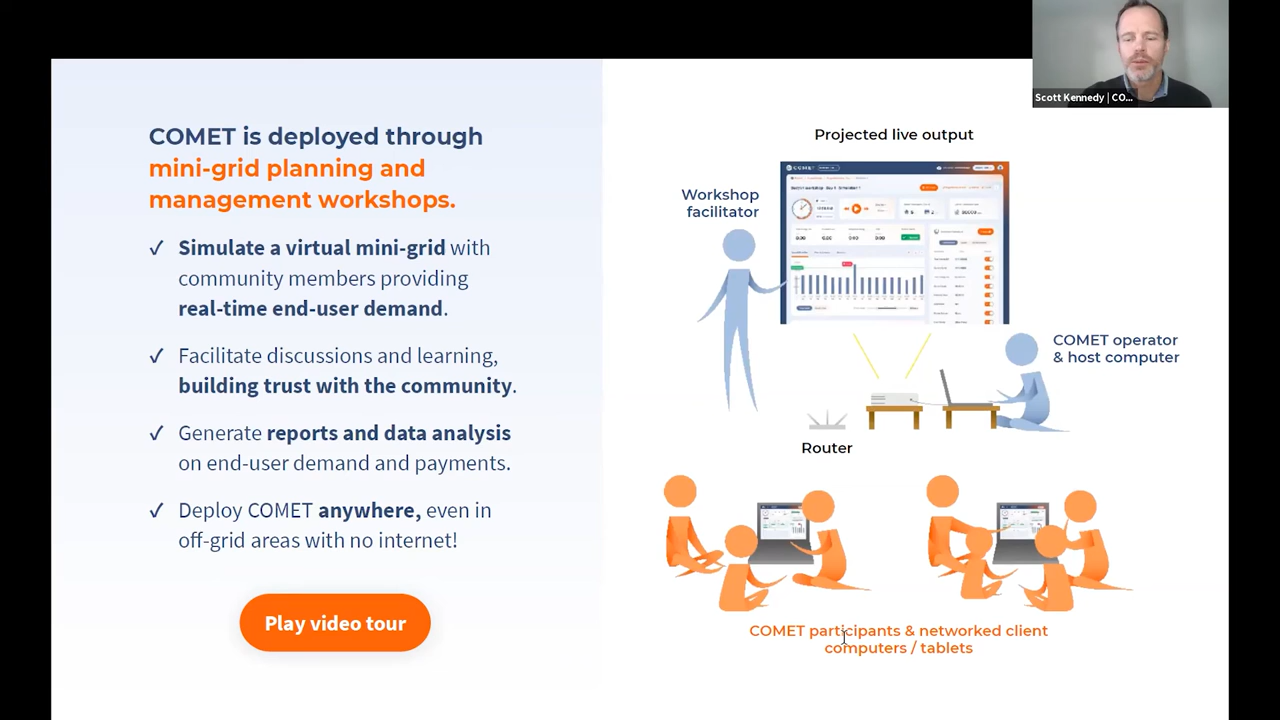 Scott Kennedy | CO...
COMET is deployed through
mini-grid planning and
management workshops.
✓ Simulate a virtual mini-grid with
community members providing
real-time end-user demand.
✓ Facilitate discussions and learning,
building trust with the community.
✓ Generate reports and data analysis
on end-user demand and payments.
✓ Deploy COMET anywhere, even in
off-grid areas with no internet!
Play video tour
Projected live output
Workshop
facilitator
COMET
COMET operator
& host computer
Router
COMET participants & networked client
computers / tablets